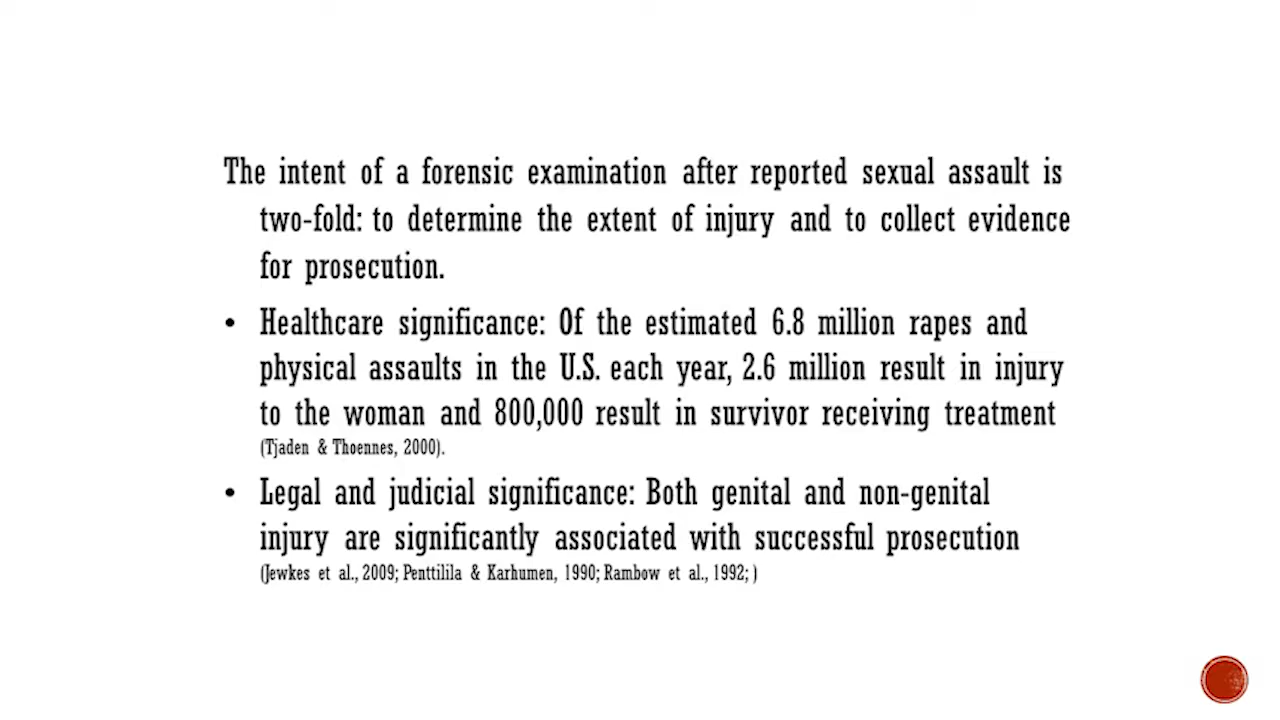 The intent of a forensic examination after reported sexual assault is
two-fold: to determine the extent of injury and to collect evidence
for prosecution.
• Healthcare significance: Of the estimated 6.8 million rapes and
physical assaults in the U.S. each year, 2.6 million result in injury
to the woman and 800,000 result in survivor receiving treatment
(Tjaden & Thoennes, 2000).
• Legal and judicial significance: Both genital and non-genital
injury are significantly associated with successful prosecution
(Jewkes et al., 2009; Penttilila & Karhumen, 1990; Rambow et al., 1992; )